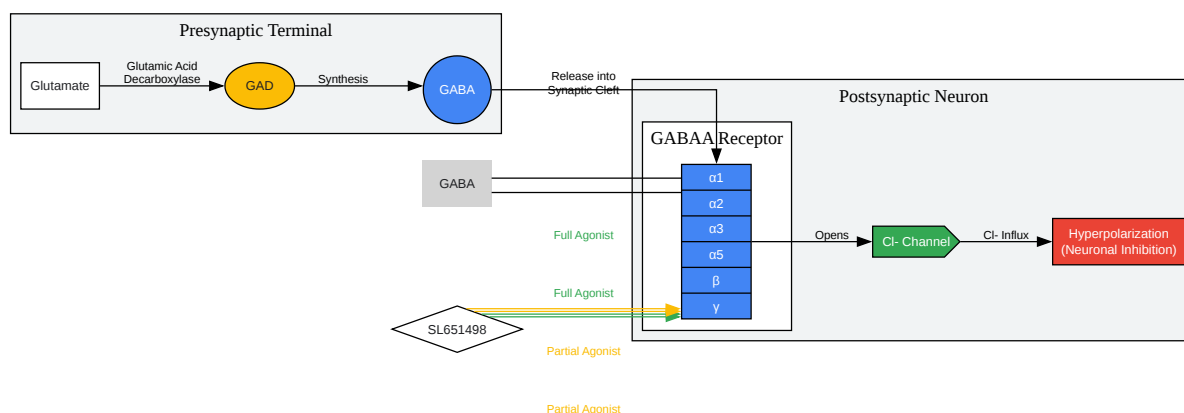 Presynaptic Terminal
Glutamate
Glutamic Acid
Decarboxylase
GAD
Synthesis
GABA
Release into
Synaptic Cleft
Postsynaptic Neuron
GABAA Receptor
GABA
α1
α2
α3
α5
β
γ
Opens
Cl- Channel
Cl- Influx
Hyperpolarization
(Neuronal Inhibition)
Full Agonist
Full Agonist
SL651498
Partial Agonist
Partial Agonist